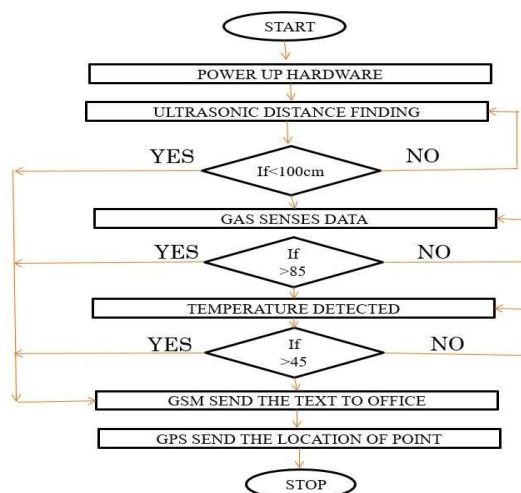 START
POWER UP HARDWARE
ULTRASONIC DISTANCE FINDING
YES
NO
If<100cm
GAS SENSES DATA
YES
If
>85
NO
TEMPERATURE DETECTED
YES
If
>45
NO
GSM SEND THE TEXT TO OFFICE
GPS SEND THE LOCATION OF POINT
STOP